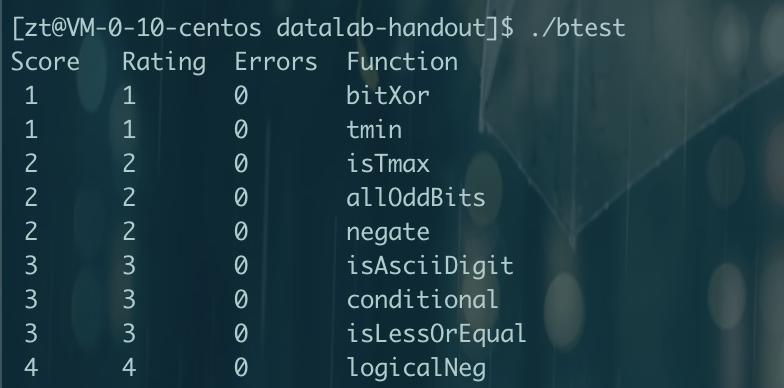 [zt@VM-0-10-centos datalab-handout]$ ./btest
Score Rating Errors Function
1 1 0 bitXor
1 1 0 tmin
2 2 0 isTmax
2 2 0 allOddBits
2 2 0 negate
3 3 0 isAsciiDigit
3 3 0 conditional
3 3 0 isLessOrEqual
4 4 0 logicalNeg